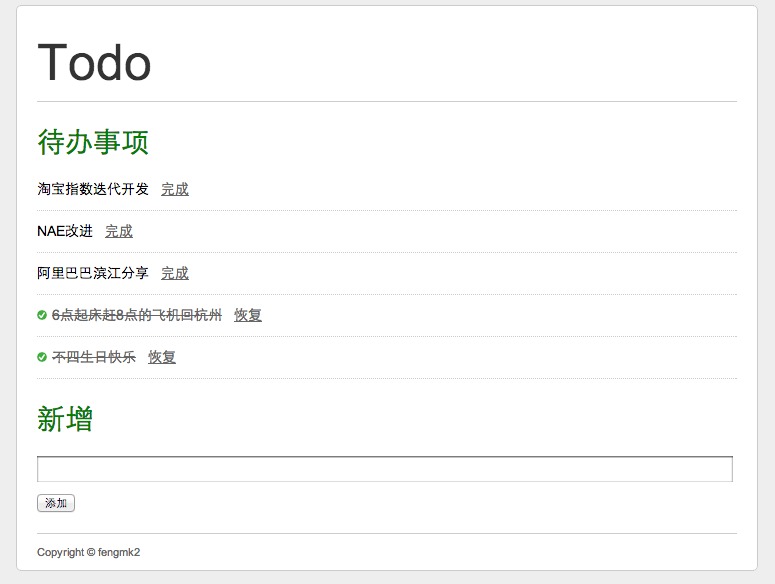 Todo
待办事项
淘宝指数迭代开发 完成
NAE改进 完成
阿里巴巴滨江分享 完成
6点起床赶8点的飞机回杭州 恢复
不四生日快乐 恢复
新增
添加
Copyright © fengmk2